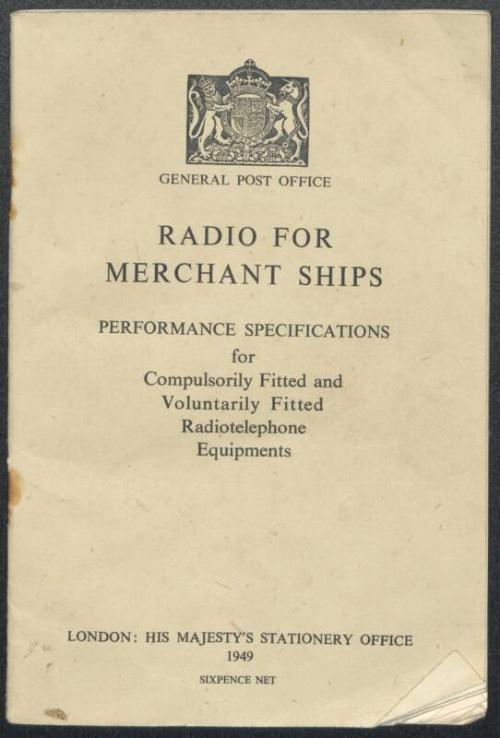 GENERAL POST OFFICE
RADIO FOR
MERCHANT SHIPS
PERFORMANCE SPECIFICATIONS
for
Compulsorily Fitted and
Voluntarily Fitted
Radiotelephone
Equipments
LONDON: HIS MAJESTY'S STATIONERY OFFICE
1949
SIXPENCE NET